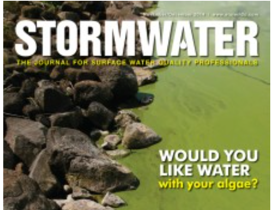 STORMWATER
THE JOURNAL FOR SURFACE WATER QUALITY PROFESSIONALS
WOULD YOU
LIKE WATER
with your algae?